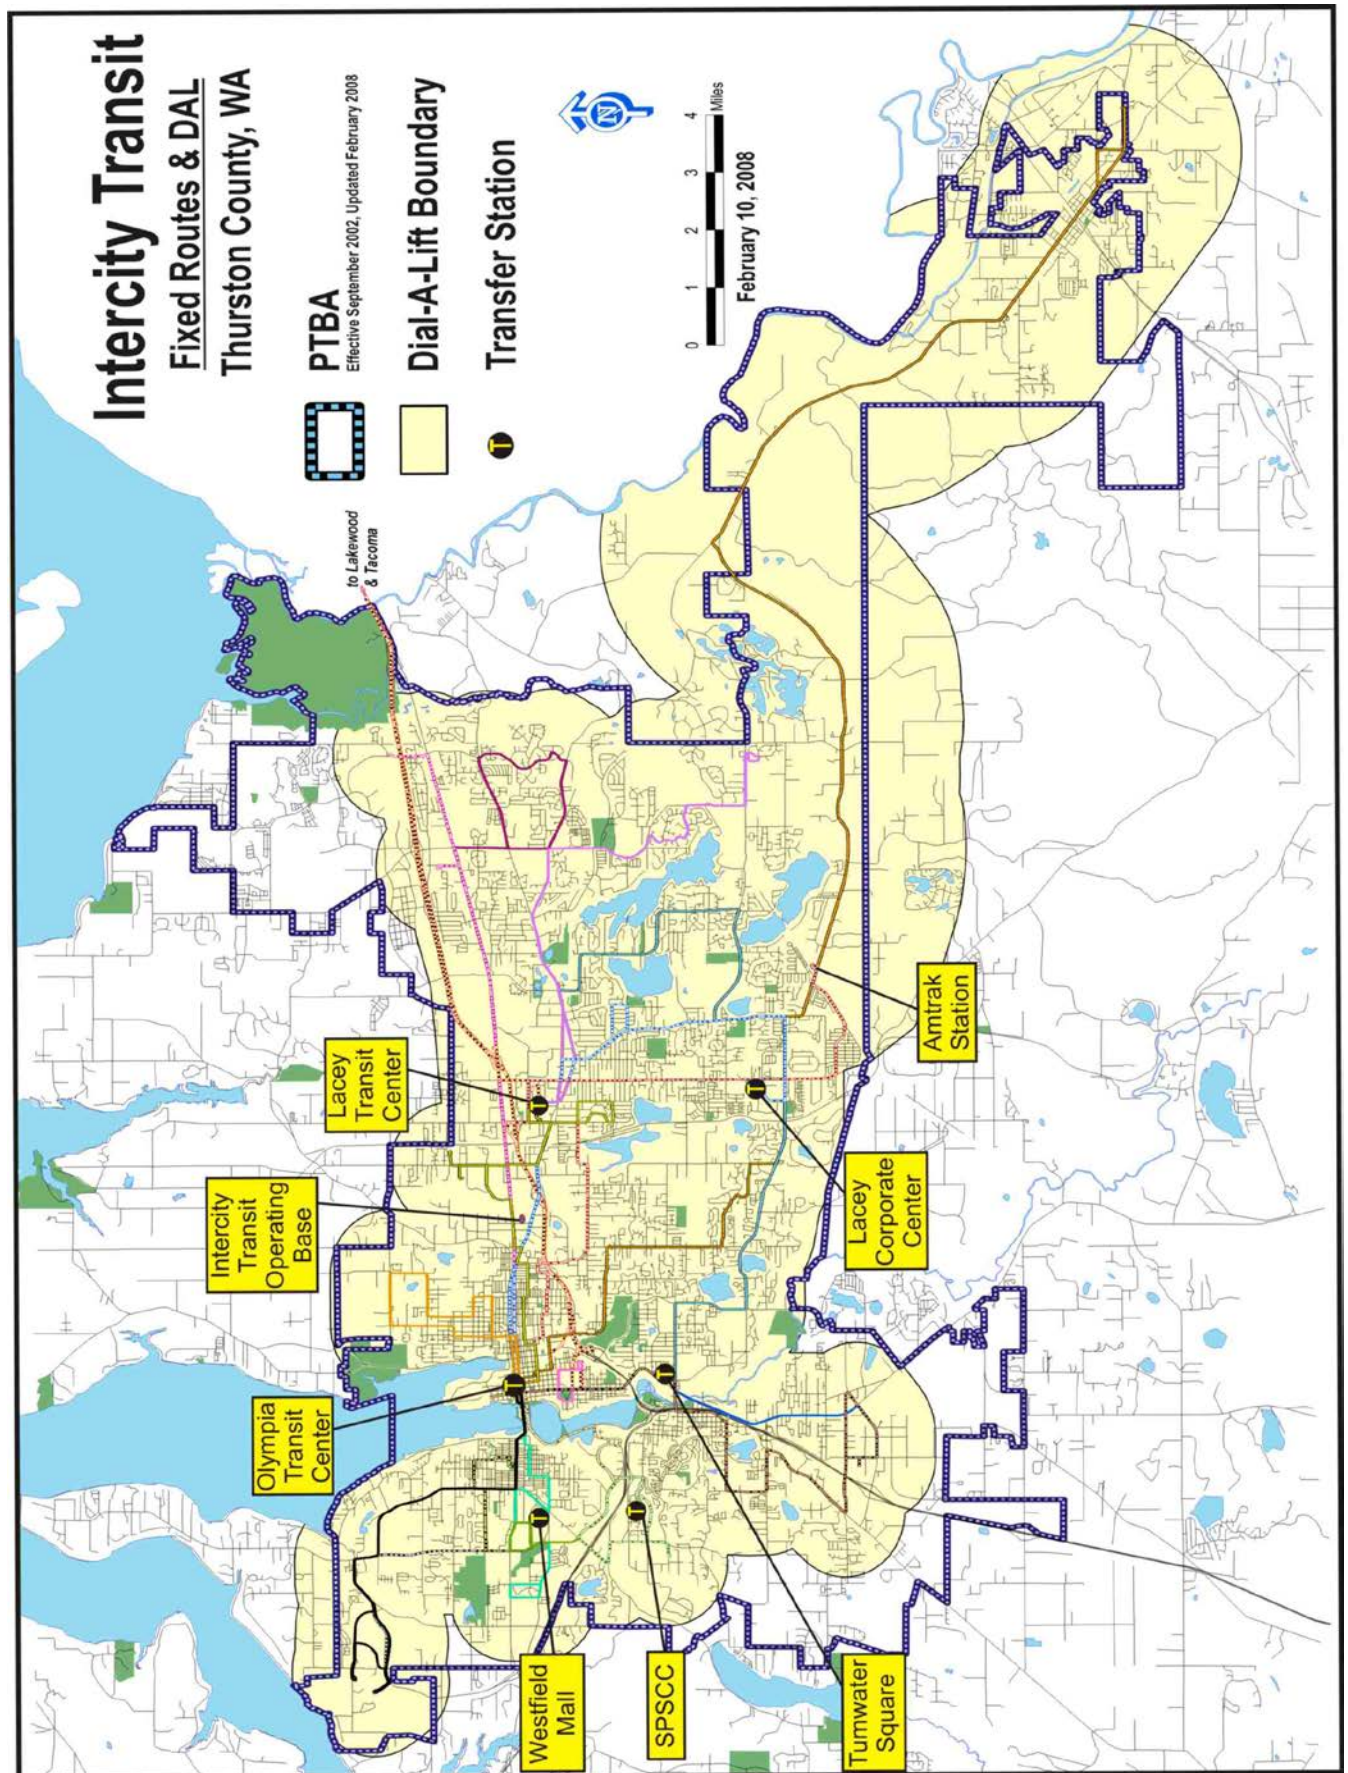 Intercity Transit
Fixed Routes & DAL
Thurston County, WA
PTBA
Effective September 2002, Updated February 2008
Dial-A-Lift Boundary
T
Transfer Station
N
0 1 2 3 4
Miles
February 10, 2008
to Lakewood
& Tacoma
Lacey
Transit
Center
Intercity
Transit
Operating
Base
Olympia
Transit
Center
Westfield
Mall
SPSCC
Tumwater
Square
Lacey
Corporate
Center
Amtrak
Station
T
T
T
T
T
T